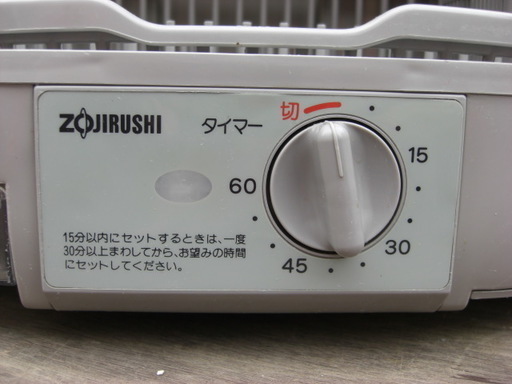 ZOJIRUSHI
タイマー
切
15
30
45
60
15分以内にセットするときは、一度
30分以上まわしてから、お望みの時間
にセットしてください。